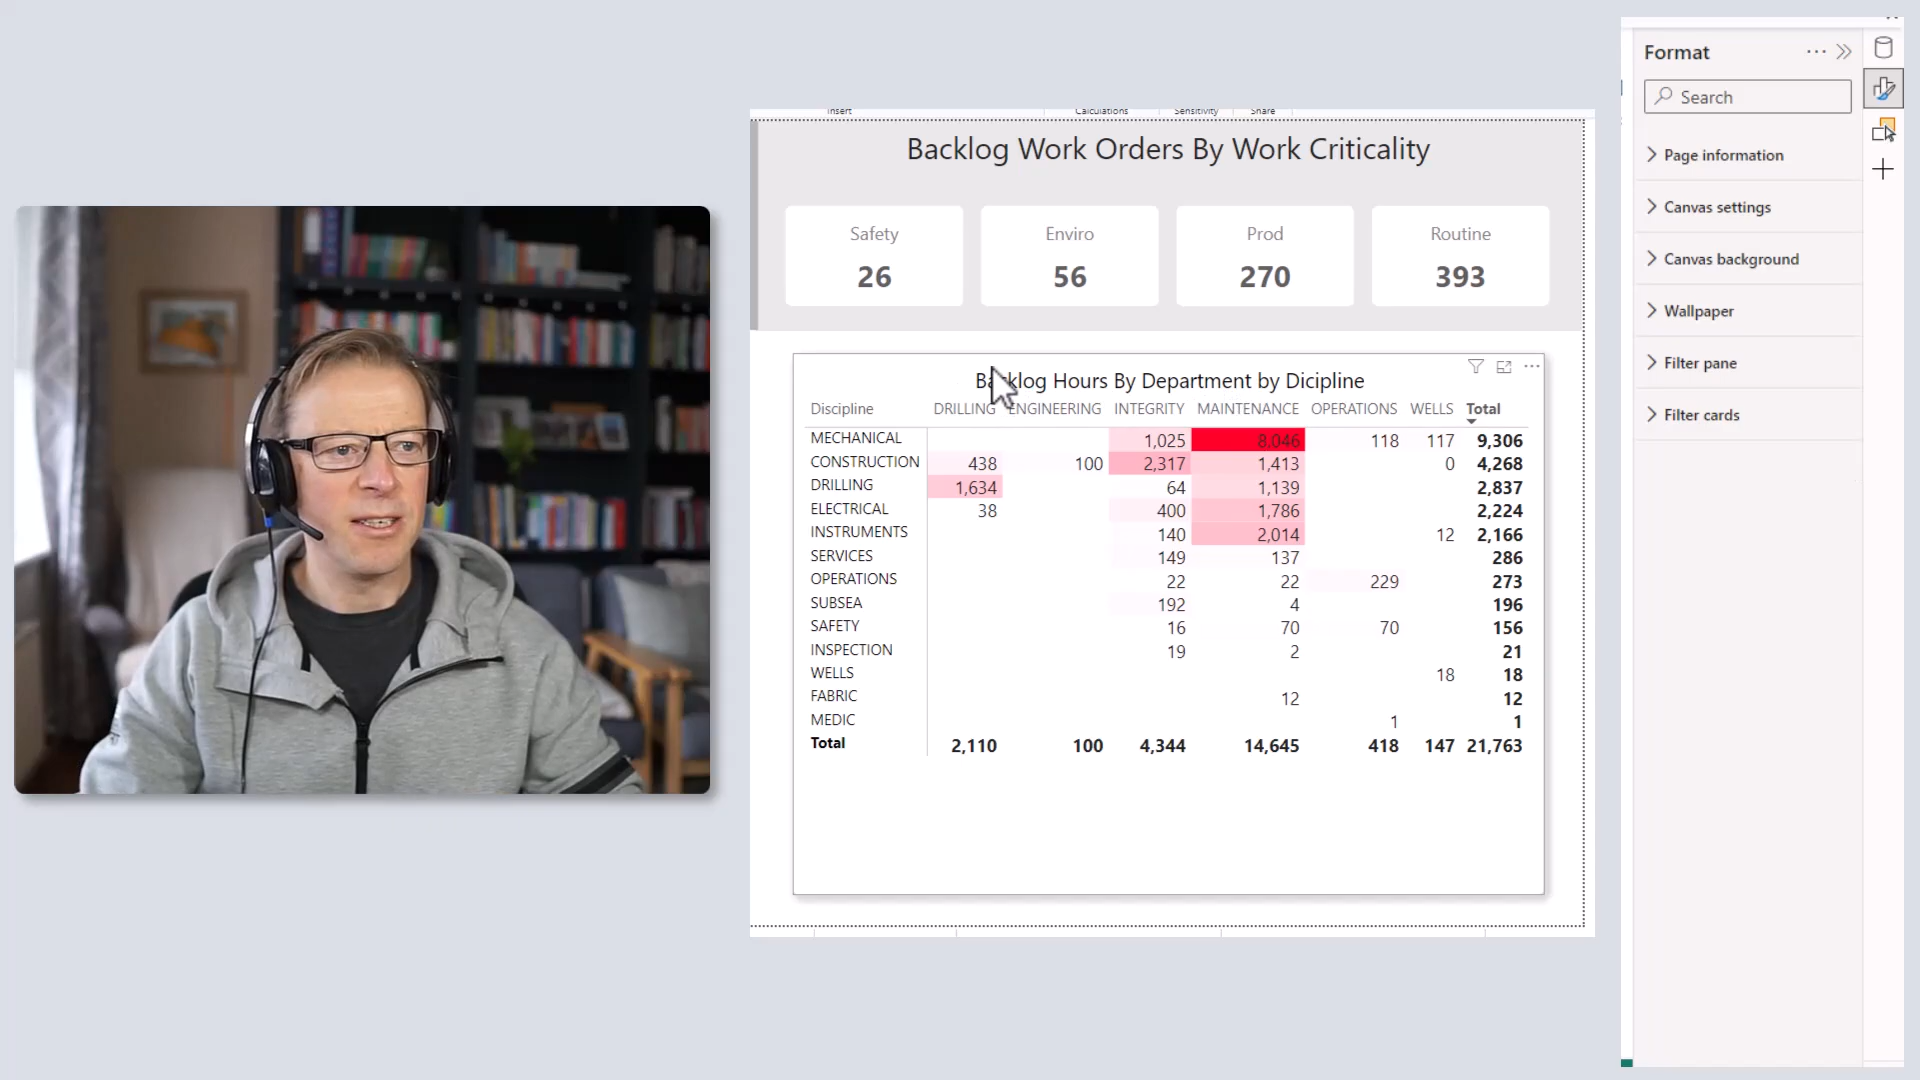 Insert Calculations Sensitivity Share
Backlog Work Orders By Work Criticality
Safety Enviro Prod Routine
26 56 270 393
Backlog Hours By Department by Dicipline
Discipline DRILLING ENGINEERING INTEGRITY MAINTENANCE OPERATIONS WELLS Total
MECHANICAL 1,025 8,046 118 117 9,306
CONSTRUCTION 438 100 2,317 1,413 0 4,268
DRILLING 1,634 64 1,139 2,837
ELECTRICAL 38 400 1,786 2,224
INSTRUMENTS 140 2,014 12 2,166
SERVICES 149 137 286
OPERATIONS 22 22 229 273
SUBSEA 192 4 196
SAFETY 16 70 70 156
INSPECTION 19 2 21
WELLS 18 18
FABRIC 12 12
MEDIC 1 1
Total 2,110 100 4,344 14,645 418 147 21,763
Format
Search
Page information
Canvas settings
Canvas background
Wallpaper
Filter pane
Filter cards